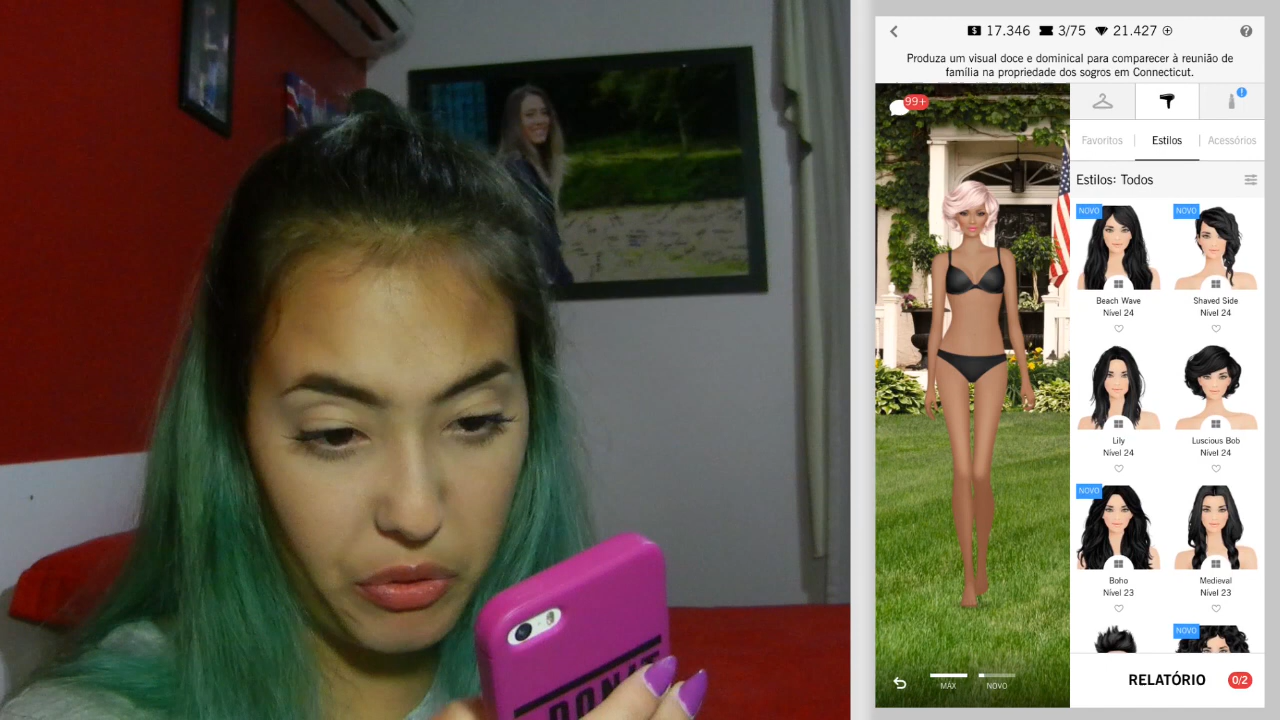 17.346 3/75 21.427
Produza um visual doce e dominical para comparecer à reunião de
família na propriedade dos sogros em Connecticut.
99+
Favoritos Estilos Acessórios
Estilos: Todos
NOVO NOVO
Beach Wave Shaved Side
Nível 24 Nível 24
Lily Luscious Bob
Nível 24 Nível 24
NOVO
Boho Medieval
Nível 23 Nível 23
NOVO
MÁX NOVO
RELATÓRIO 0/2